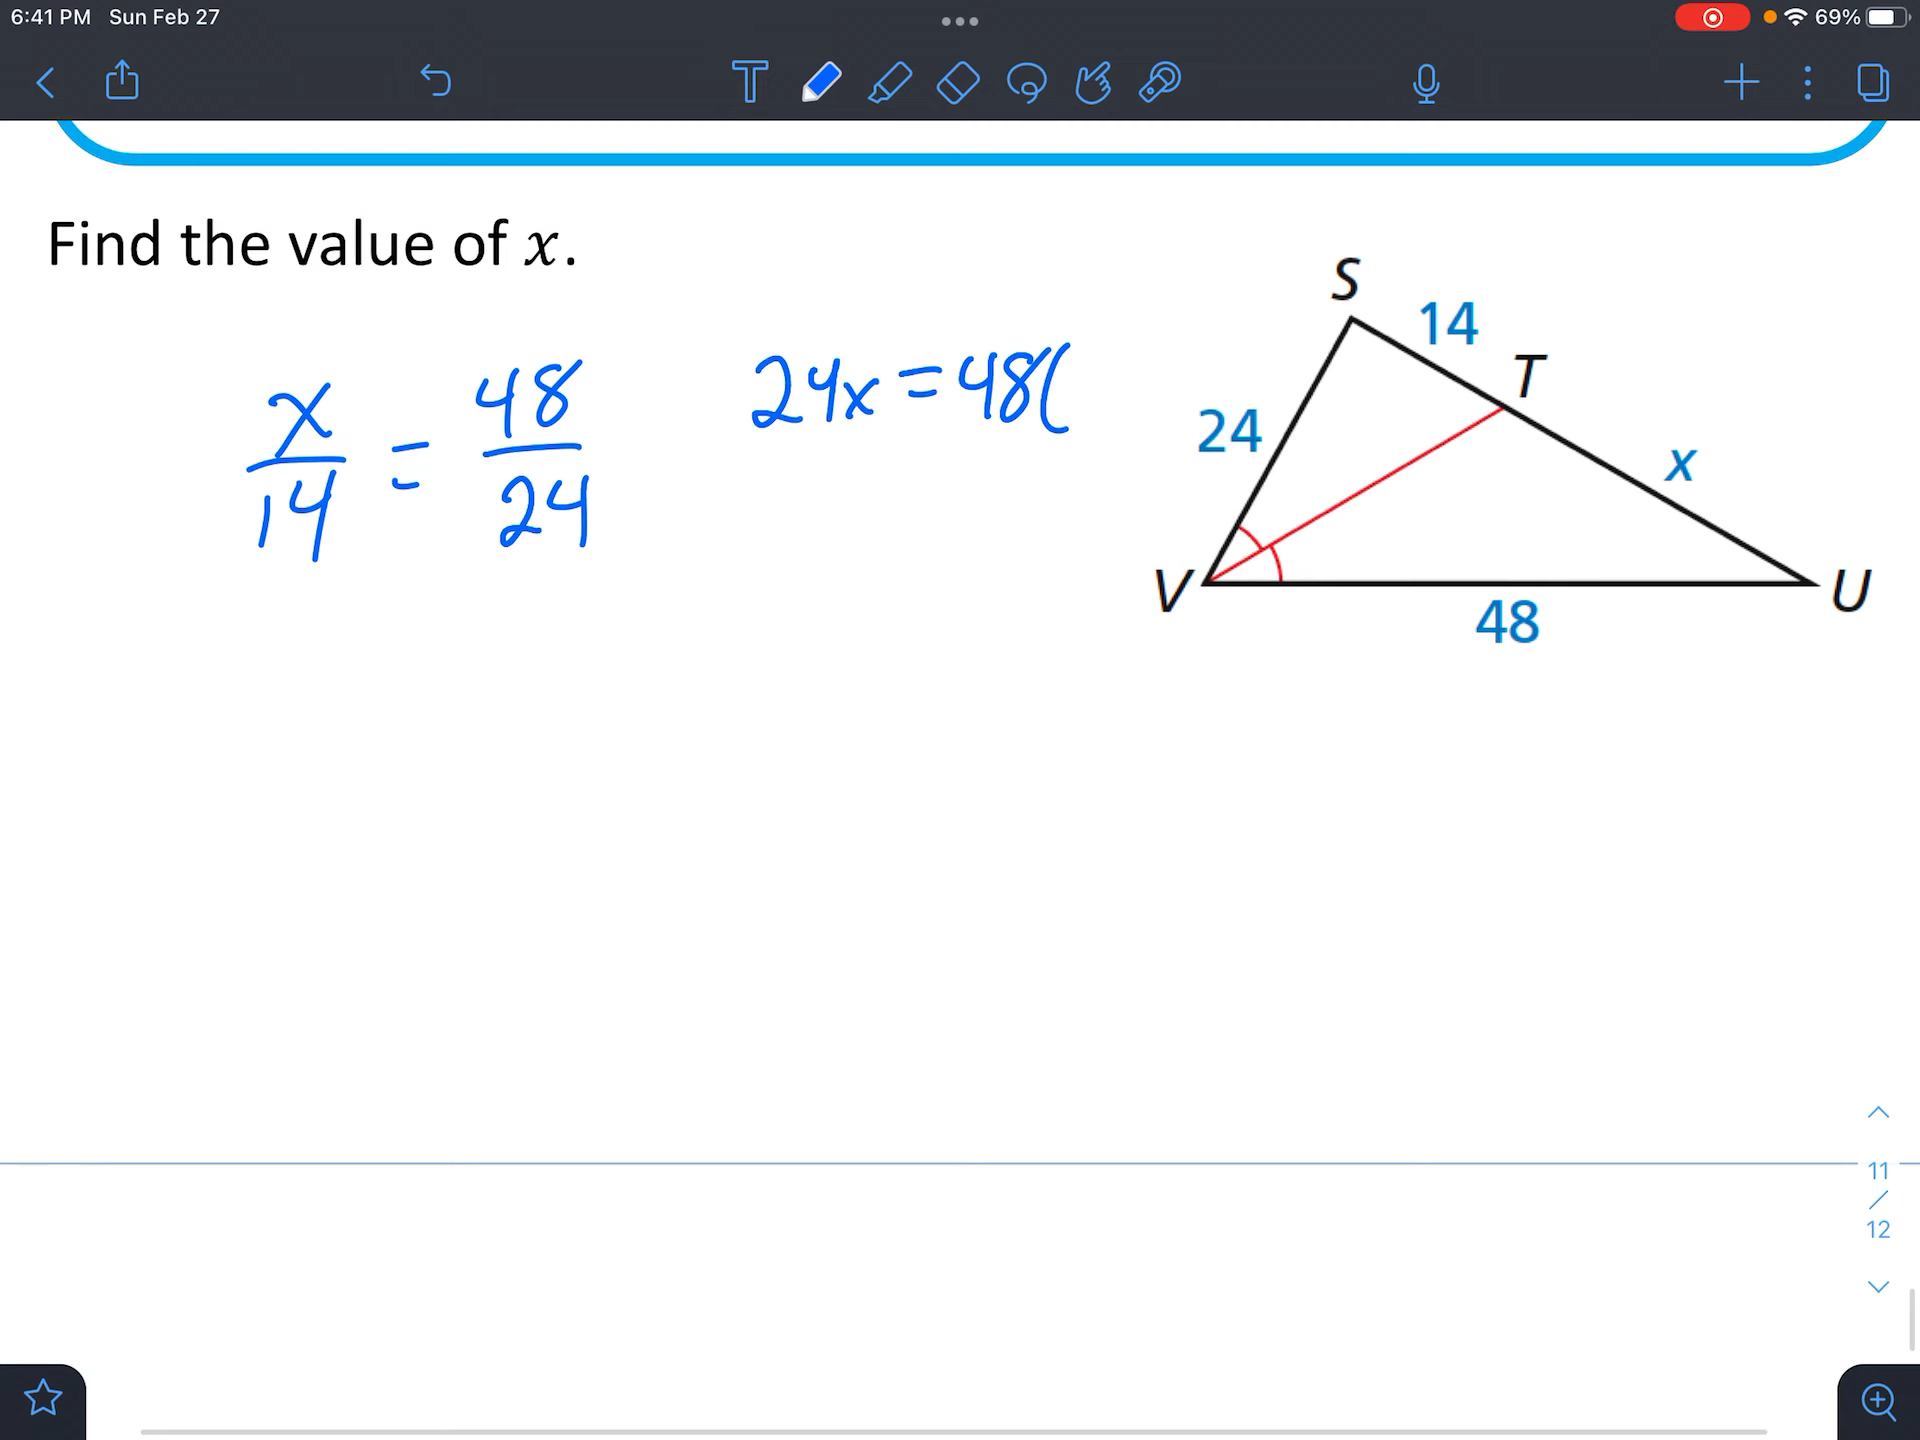 6:41 PM Sun Feb 27
69%
Find the value of x.
x/14 = 48/24
24x = 48(
S
14
T
24
x
V
U
48
11
/
12